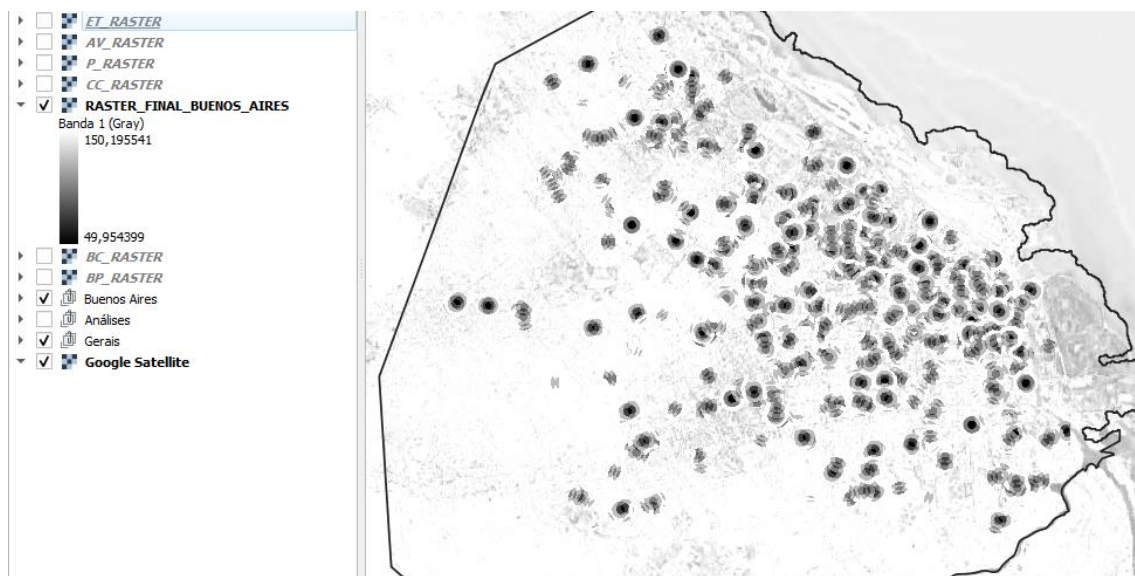 ET_RASTER
AV_RASTER
P_RASTER
CC_RASTER
RASTER_FINAL_BUENOS_AIRES
Banda 1 (Gray)
150,195541
49,954399
BC_RASTER
BP_RASTER
Buenos Aires
Análises
Gerais
Google Satellite